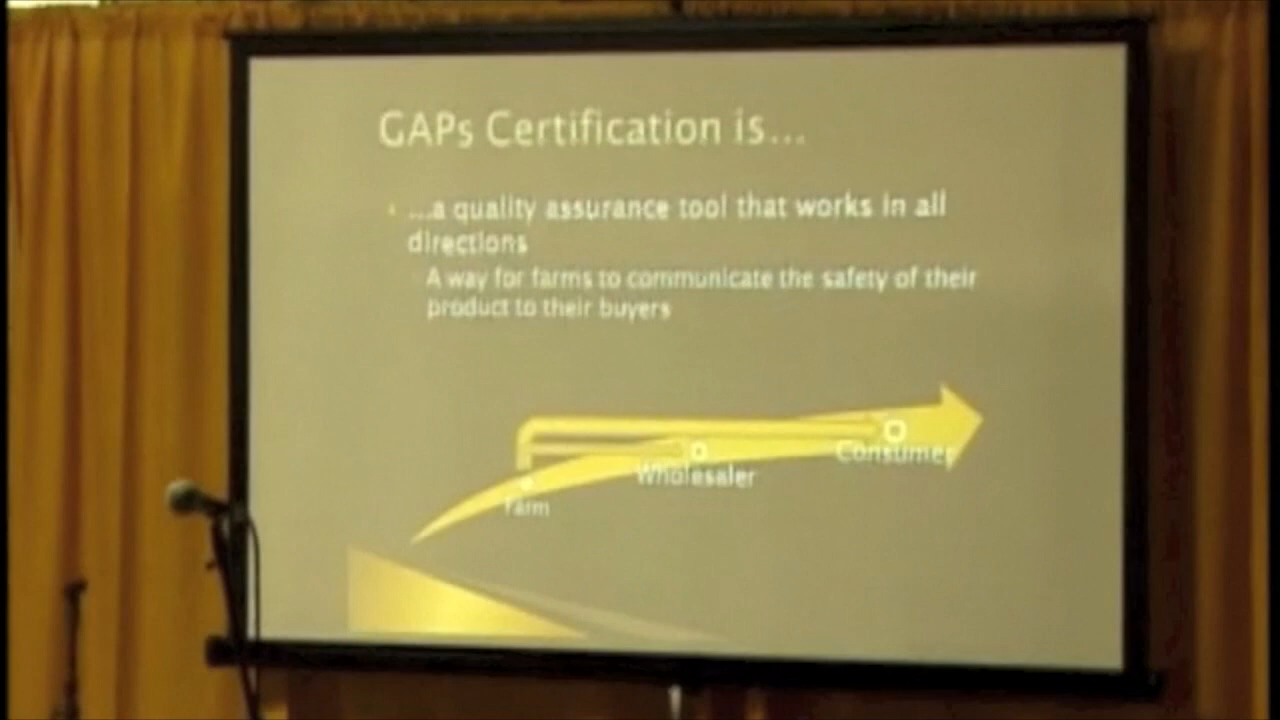 GAPs Certification is...
...a quality assurance tool that works in all
directions
A way for farms to communicate the safety of their
product to their buyers
Consumer
Wholesaler
Farm